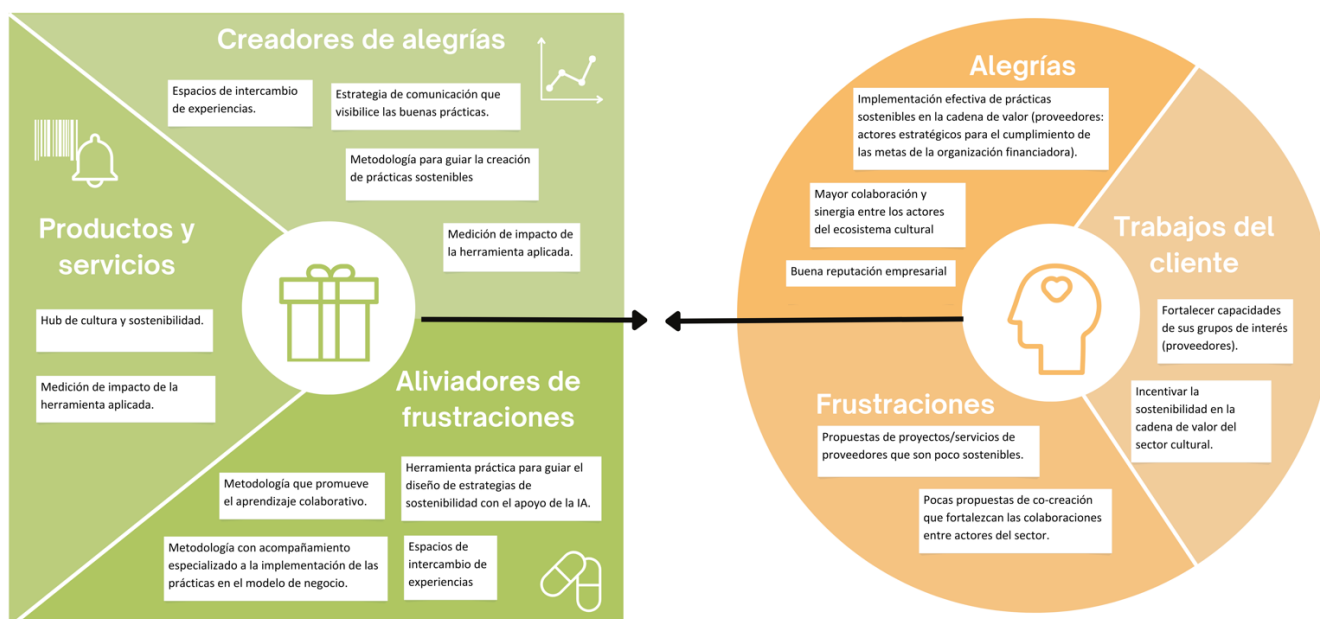 Creadores de alegrías
Espacios de intercambio
de experiencias.
Estrategia de comunicación que
visibilice las buenas prácticas.
Metodología para guiar la creación
de prácticas sostenibles
Medición de impacto de
la herramienta aplicada.
Productos y
servicios
Hub de cultura y sostenibilidad.
Medición de impacto de la
herramienta aplicada.
Aliviadores de
frustraciones
Metodología que promueve
el aprendizaje colaborativo.
Herramienta práctica para guiar el
diseño de estrategias de
sostenibilidad con el apoyo de la IA.
Metodología con acompañamiento
especializado a la implementación de las
prácticas en el modelo de negocio.
Espacios de
intercambio de
experiencias
Alegrías
Implementación efectiva de prácticas
sostenibles en la cadena de valor (proveedores:
actores estratégicos para el cumplimiento de
las metas de la organización financiadora).
Mayor colaboración y
sinergia entre los actores
del ecosistema cultural
Buena reputación empresarial
Trabajos del
cliente
Fortalecer capacidades
de sus grupos de interés
(proveedores).
Incentivar la
sostenibilidad en la
cadena de valor del
sector cultural.
Frustraciones
Propuestas de proyectos/servicios de
proveedores que son poco sostenibles.
Pocas propuestas de co-creación
que fortalezcan las colaboraciones
entre actores del sector.